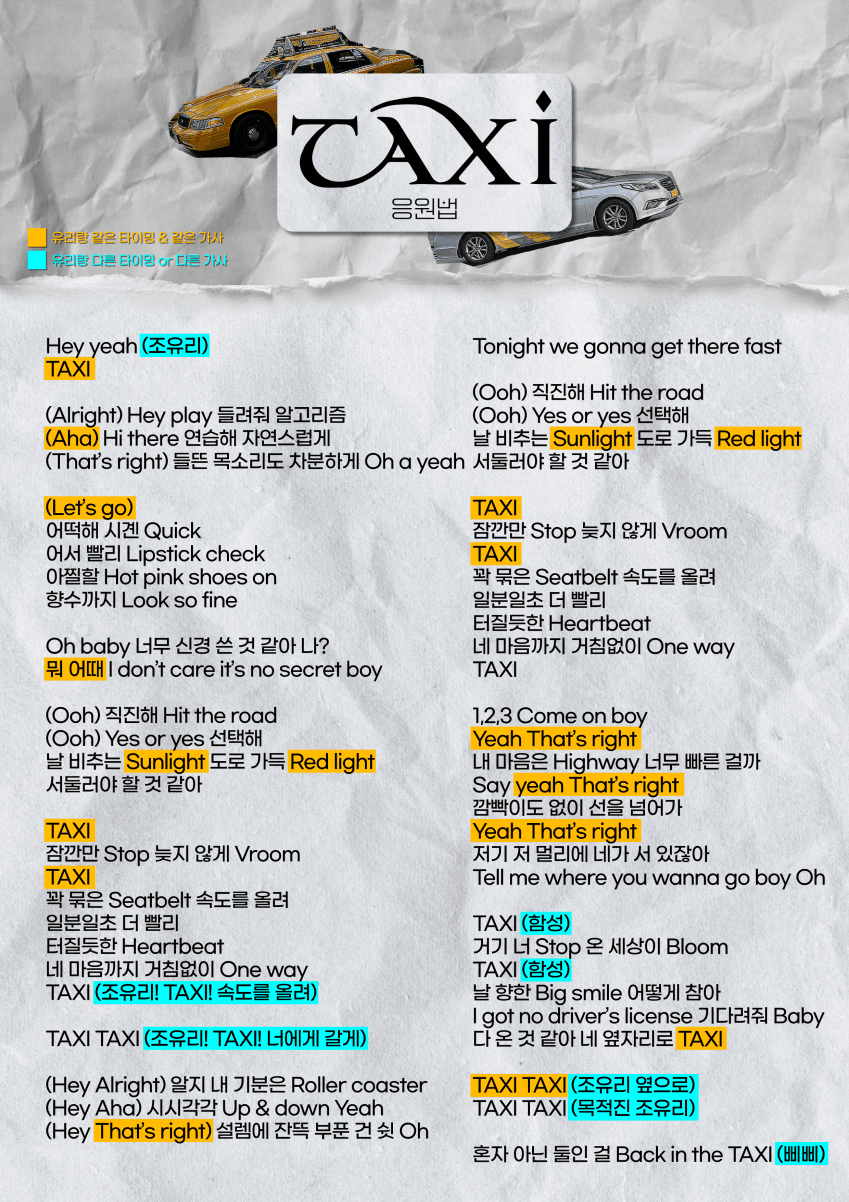 TAXI
응원법
유리랑 같은 타이밍 & 같은 가사
유리랑 다른 타이밍 or 다른 가사
Hey yeah (조유리)
TAXI
(Alright) Hey play 들려줘 알고리즘
(Aha) Hi there 연습해 자연스럽게
(That's right) 들뜬 목소리도 차분하게 Oh a yeah
(Let's go)
어떡해 시곈 Quick
어서 빨리 Lipstick check
아찔할 Hot pink shoes on
향수까지 Look so fine
Oh baby 너무 신경 쓴 것 같아 나?
뭐 어때 I don't care it's no secret boy
(Ooh) 직진해 Hit the road
(Ooh) Yes or yes 선택해
날 비추는 Sunlight 도로 가득 Red light
서둘러야 할 것 같아
TAXI
잠깐만 Stop 늦지 않게 Vroom
TAXI
꽉 묶은 Seatbelt 속도를 올려
일분일초 더 빨리
터질듯한 Heartbeat
네 마음까지 거침없이 One way
TAXI (조유리! TAXI! 속도를 올려)
TAXI TAXI (조유리! TAXI! 너에게 갈게)
(Hey Alright) 알지 내 기분은 Roller coaster
(Hey Aha) 시시각각 Up & down Yeah
(Hey That's right) 설렘에 잔뜩 부푼 건 쉿 Oh
Tonight we gonna get there fast
(Ooh) 직진해 Hit the road
(Ooh) Yes or yes 선택해
날 비추는 Sunlight 도로 가득 Red light
서둘러야 할 것 같아
TAXI
잠깐만 Stop 늦지 않게 Vroom
TAXI
꽉 묶은 Seatbelt 속도를 올려
일분일초 더 빨리
터질듯한 Heartbeat
네 마음까지 거침없이 One way
TAXI
1,2,3 Come on boy
Yeah That's right
내 마음은 Highway 너무 빠른 걸까
Say yeah That's right
깜빡이도 없이 선을 넘어가
Yeah That's right
저기 저 멀리에 네가 서 있잖아
Tell me where you wanna go boy Oh
TAXI (함성)
거기 너 Stop 온 세상이 Bloom
TAXI (함성)
날 향한 Big smile 어떻게 참아
I got no driver's license 기다려줘 Baby
다 온 것 같아 네 옆자리로 TAXI
TAXI TAXI (조유리 옆으로)
TAXI TAXI (목적진 조유리)
혼자 아닌 둘인 걸 Back in the TAXI (삐삐)